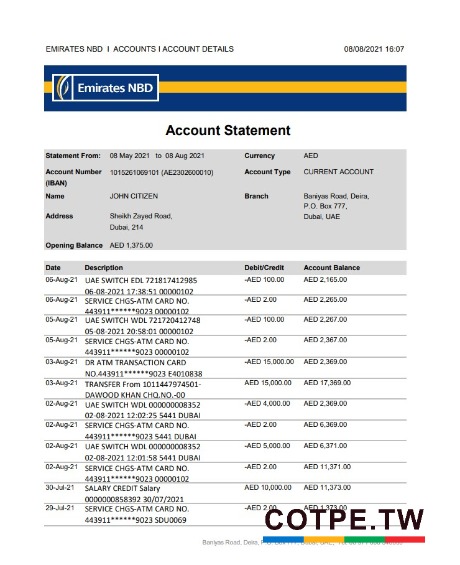 EMIRATES NBD I ACCOUNTS I ACCOUNT DETAILS 08/08/2021 16:07
Emirates NBD
Account Statement
Statement From: 08 May 2021 to 08 Aug 2021 Currency AED
Account Number 1015261069101 (AE2302600010) Account Type CURRENT ACCOUNT
(IBAN)
Name JOHN CITIZEN Branch Baniyas Road, Deira,
P.O. Box 777,
Address Sheikh Zayed Road, Dubai, UAE
Dubai, 214
Opening Balance AED 1,375.00
Date Description Debit/Credit Account Balance
06-Aug-21 UAE SWITCH EDL 721817412985 -AED 100.00 AED 2,165.00
06-08-2021 17:38:51 00000102
06-Aug-21 SERVICE CHGS-ATM CARD NO. -AED 2.00 AED 2,265.00
443911******9023 00000102
05-Aug-21 UAE SWITCH WDL 721720412748 -AED 100.00 AED 2,267.00
05-08-2021 20:58:01 00000102
05-Aug-21 SERVICE CHGS-ATM CARD NO. -AED 2.00 AED 2,367.00
443911******9023 00000102
03-Aug-21 DR ATM TRANSACTION CARD -AED 15,000.00 AED 2,369.00
NO.443911******9023 E4010838
03-Aug-21 TRANSFER From 1011447974501- AED 15,000.00 AED 17,369.00
DAWOOD KHAN CHQ.NO.-00
02-Aug-21 UAE SWITCH WDL 000000008352 -AED 4,000.00 AED 2,369.00
02-08-2021 12:02:25 5441 DUBAI
02-Aug-21 SERVICE CHGS-ATM CARD NO. -AED 2.00 AED 6,369.00
443911******9023 5441 DUBAI
02-Aug-21 UAE SWITCH WDL 000000008352 -AED 5,000.00 AED 6,371.00
02-08-2021 12:01:58 5441 DUBAI
02-Aug-21 SERVICE CHGS-ATM CARD NO. -AED 2.00 AED 11,371.00
443911******9023 5441 DUBAI
30-Jul-21 SALARY CREDIT Salary AED 10,000.00 AED 11,373.00
0000000858392 30/07/2021
29-Jul-21 SERVICE CHGS-ATM CARD NO. -AED 2.00 AED 1,373.00
443911******9023 SDU0069
COTPE.TW
Baniyas Road, Deira,